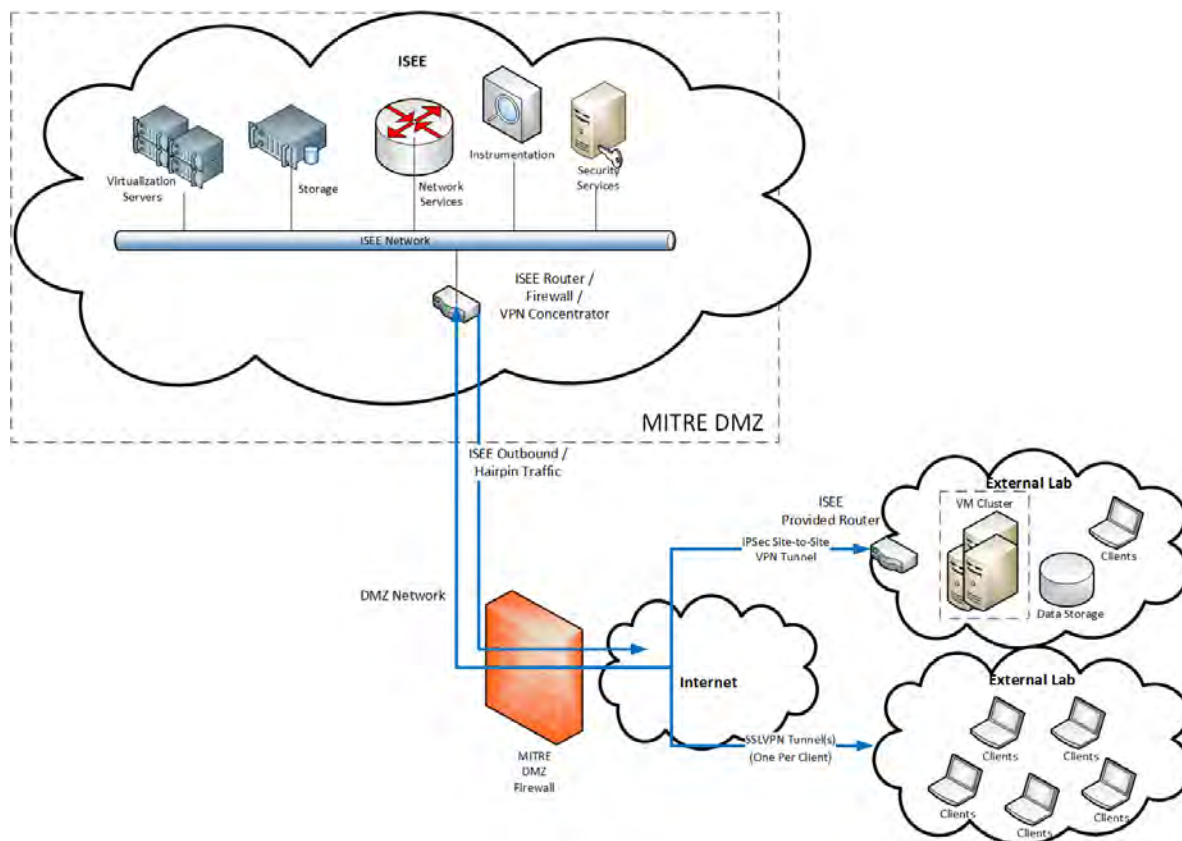 ISEE
Virtualization
Servers
Storage
Network
Services
Instrumentation
Security
Services
ISEE Network
ISEE Router /
Firewall /
VPN Concentrator
MITRE DMZ
ISEE Outbound /
Hairpin Traffic
DMZ Network
MITRE
DMZ
Firewall
Internet
ISEE
Provided Router
IPSec Site-to-Site
VPN Tunnel
External Lab
VM Cluster
Clients
Data Storage
SSLVPN Tunnel(s)
(One Per Client)
External Lab
Clients
Clients
Clients
Clients
Clients